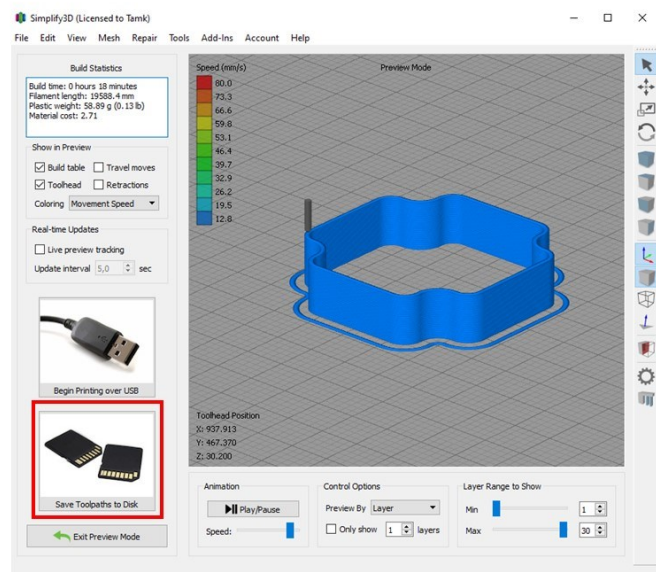 Simplify3D (Licensed to Tamk)
File Edit View Mesh Repair Tools Add-Ins Account Help
Build Statistics
Build time: 0 hours 18 minutes
Filament length: 19588.4 mm
Plastic weight: 58.89 g (0.13 lb)
Material cost: 2.71
Show in Preview
Build table Travel moves
Toolhead Retractions
Coloring Movement Speed
Real-time Updates
Live preview tracking
Update interval 5,0 sec
Begin Printing over USB
Save Toolpaths to Disk
Exit Preview Mode
Speed (mm/s)
Preview Mode
80.0
73.3
66.6
59.8
53.1
46.4
39.7
32.9
26.2
19.5
12.8
Toolhead Position
X: 937.913
Y: 467.370
Z: 30.200
Animation
Play/Pause
Speed:
Control Options
Preview By Layer
Only show 1 layers
Layer Range to Show
Min 1
Max 30